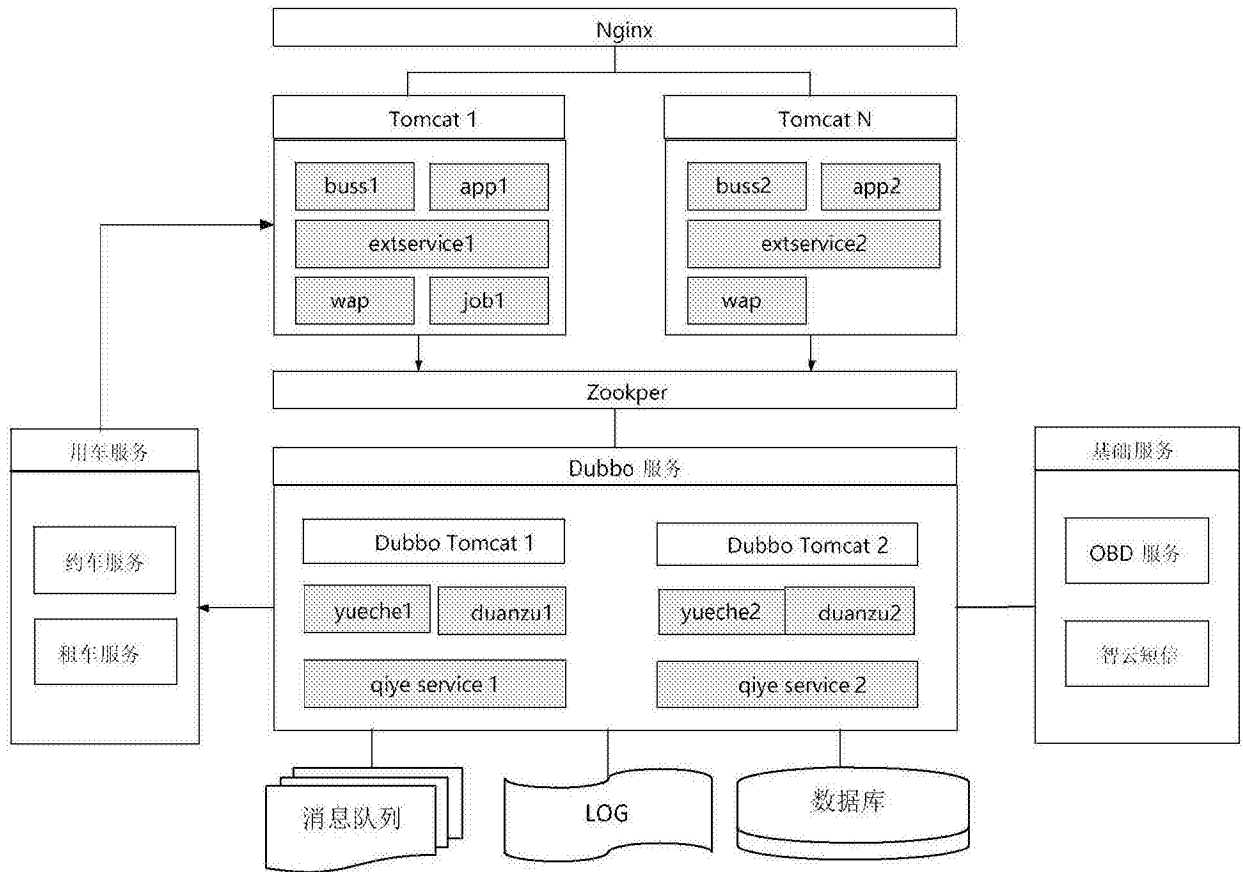 Nginx
Tomcat 1
Tomcat N
buss1
app1
buss2
app2
extservice1
extservice2
wap
job1
wap
Zookper
用车服务
Dubbo 服务
基础服务
约车服务
Dubbo Tomcat 1
Dubbo Tomcat 2
OBD 服务
yueche1
duanzu1
yueche2
duanzu2
租车服务
智云短信
qiye service 1
qiye service 2
消息队列
LOG
数据库